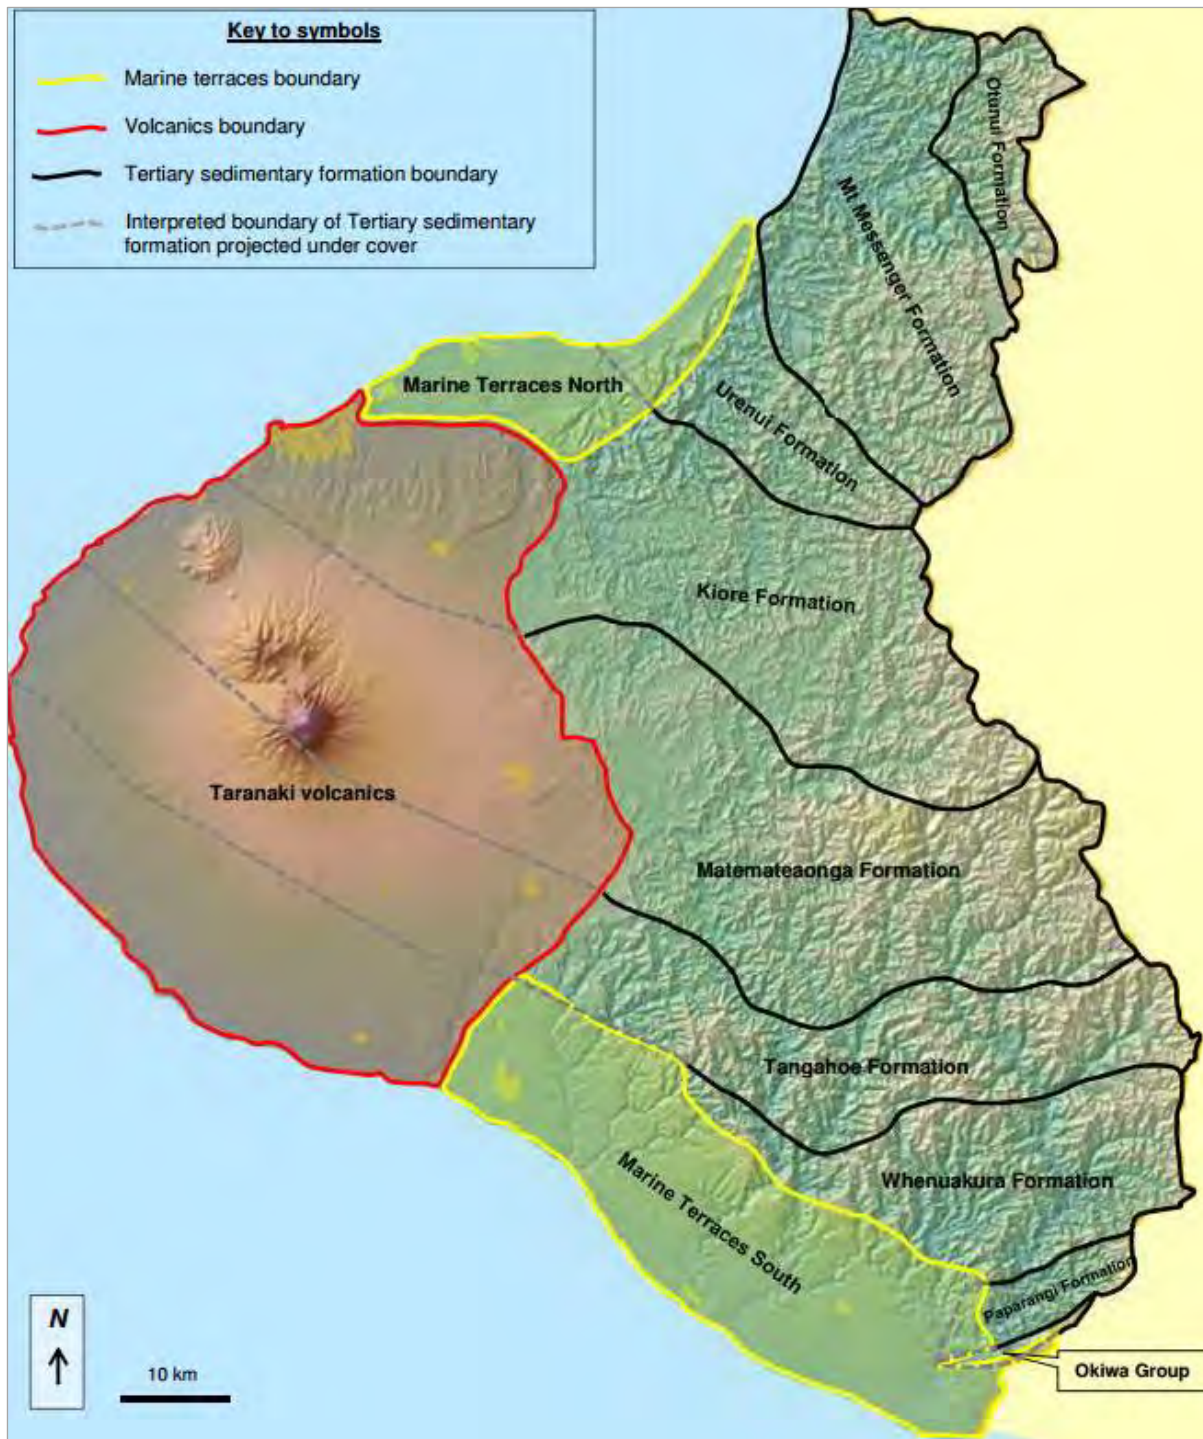 Key to symbols
Marine terraces boundary
Volcanics boundary
Tertiary sedimentary formation boundary
Interpreted boundary of Tertiary sedimentary
formation projected under cover
Otunui Formation
Mt Messenger Formation
Marine Terraces North
Urenui Formation
Kiore Formation
Taranaki volcanics
Matemateaonga Formation
Tangahoe Formation
Whenuakura Formation
Marine Terraces South
Paparangi Formation
N
10 km
Okiwa Group